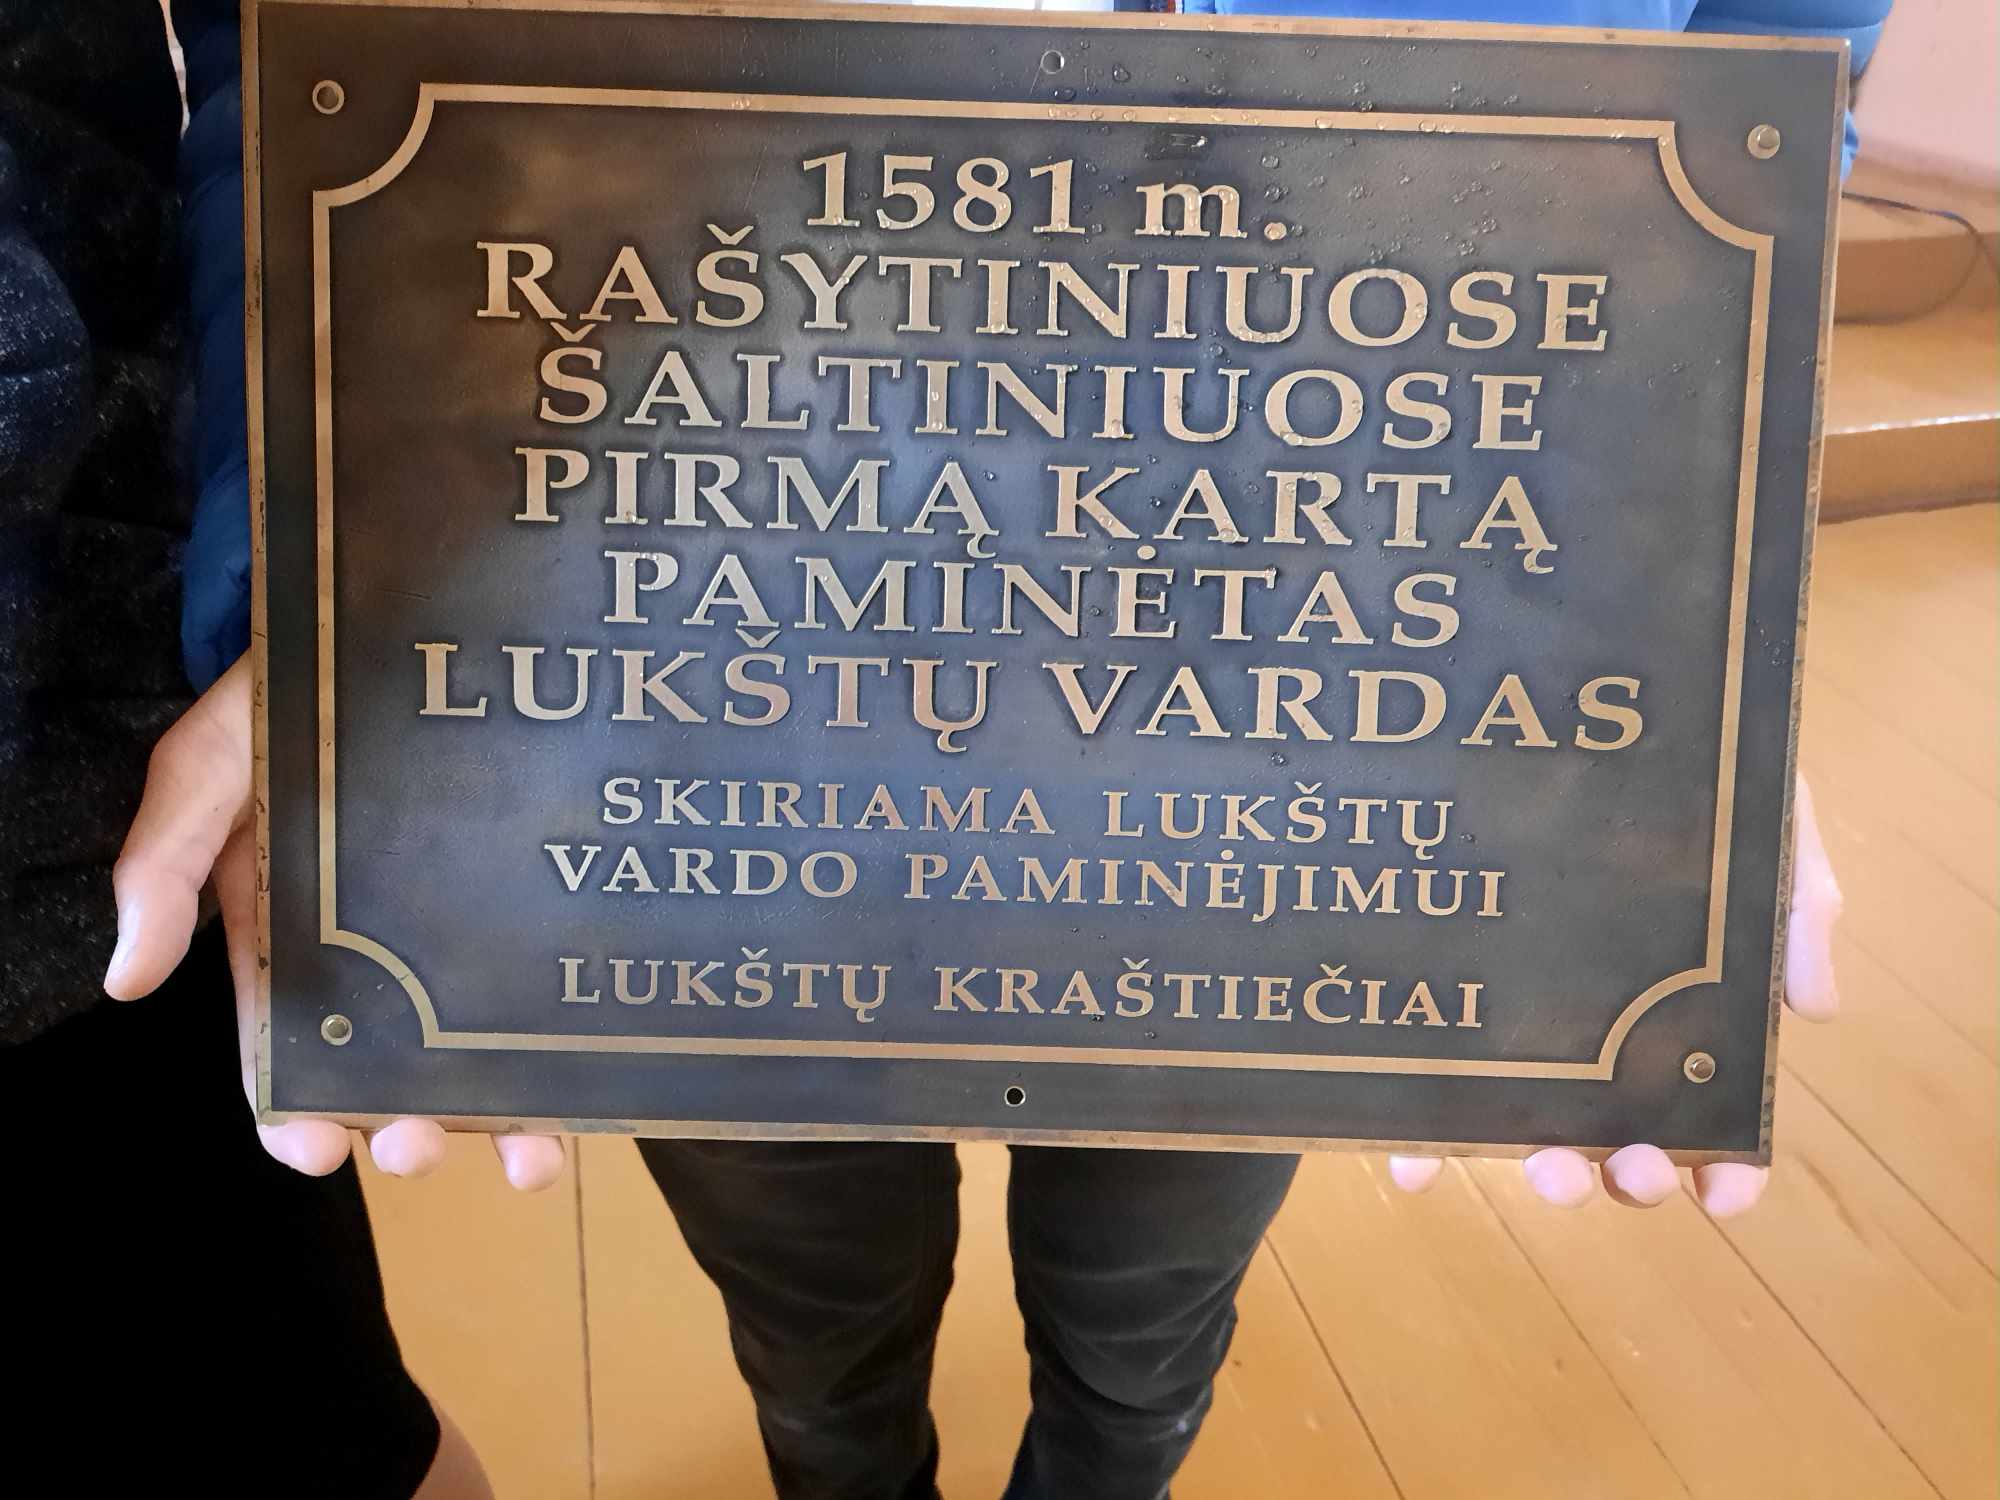 1581 m.
RAŠYTINIUOSE
ŠALTINIUOSE
PIRMĄ KARTĄ
PAMINĖTAS
LUKŠTŲ VARDAS
SKIRIAMA LUKŠTŲ
VARDO PAMINĖJIMUI
LUKŠTŲ KRAŠTIEČIAI